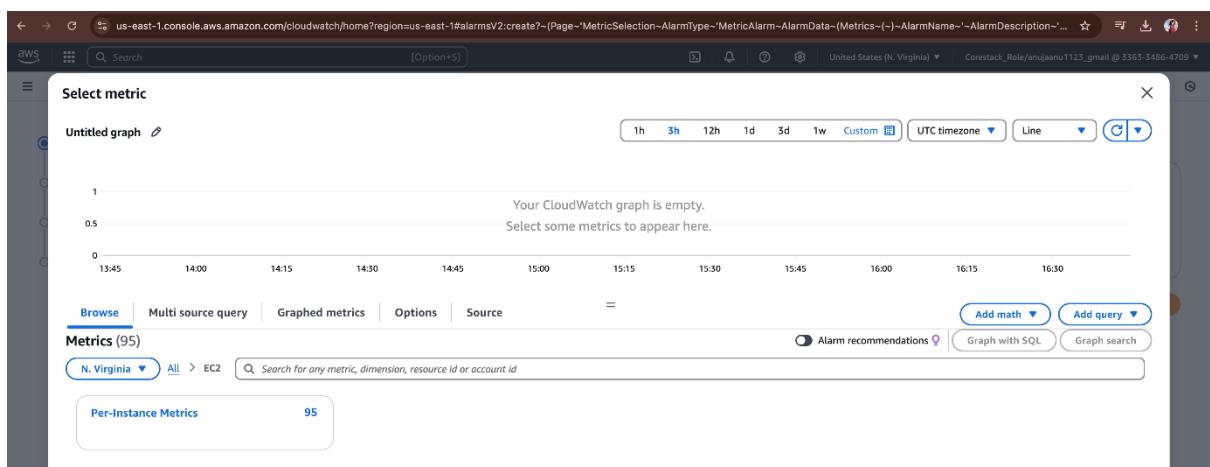 us-east-1.console.aws.amazon.com/cloudwatch/home?region=us-east-1#alarmsV2:create?~(Page~'MetricSelection~AlarmType~'MetricAlarm~AlarmData~(Metrics~(~)~AlarmName~'~AlarmDescription~'...
aws Search [Option+S] United States (N. Virginia) Corestack_Role/anujaanu1123_gmail @ 3363-3486-4709
Select metric
Untitled graph 1h 3h 12h 1d 3d 1w Custom UTC timezone Line
1
Your CloudWatch graph is empty.
0.5
Select some metrics to appear here.
0
13:45 14:00 14:15 14:30 14:45 15:00 15:15 15:30 15:45 16:00 16:15 16:30
Browse Multi source query Graphed metrics Options Source Add math Add query
Metrics (95) Alarm recommendations Graph with SQL Graph search
N. Virginia All > EC2 Search for any metric, dimension, resource id or account id
Per-Instance Metrics 95